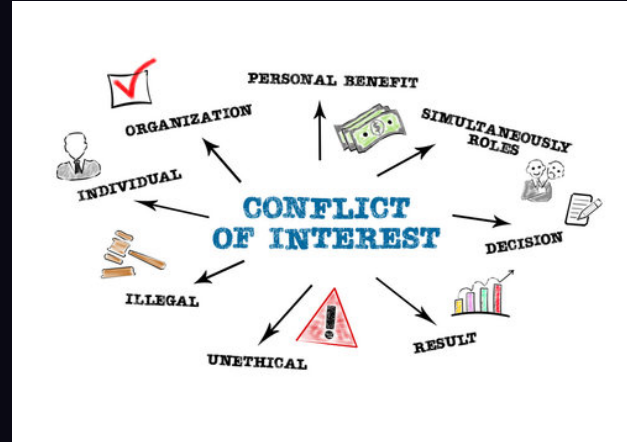 PERSONAL BENEFIT
ORGANIZATION
SIMULTANEOUSLY
ROLES
INDIVIDUAL
CONFLICT
OF INTEREST
DECISION
ILLEGAL
RESULT
UNETHICAL